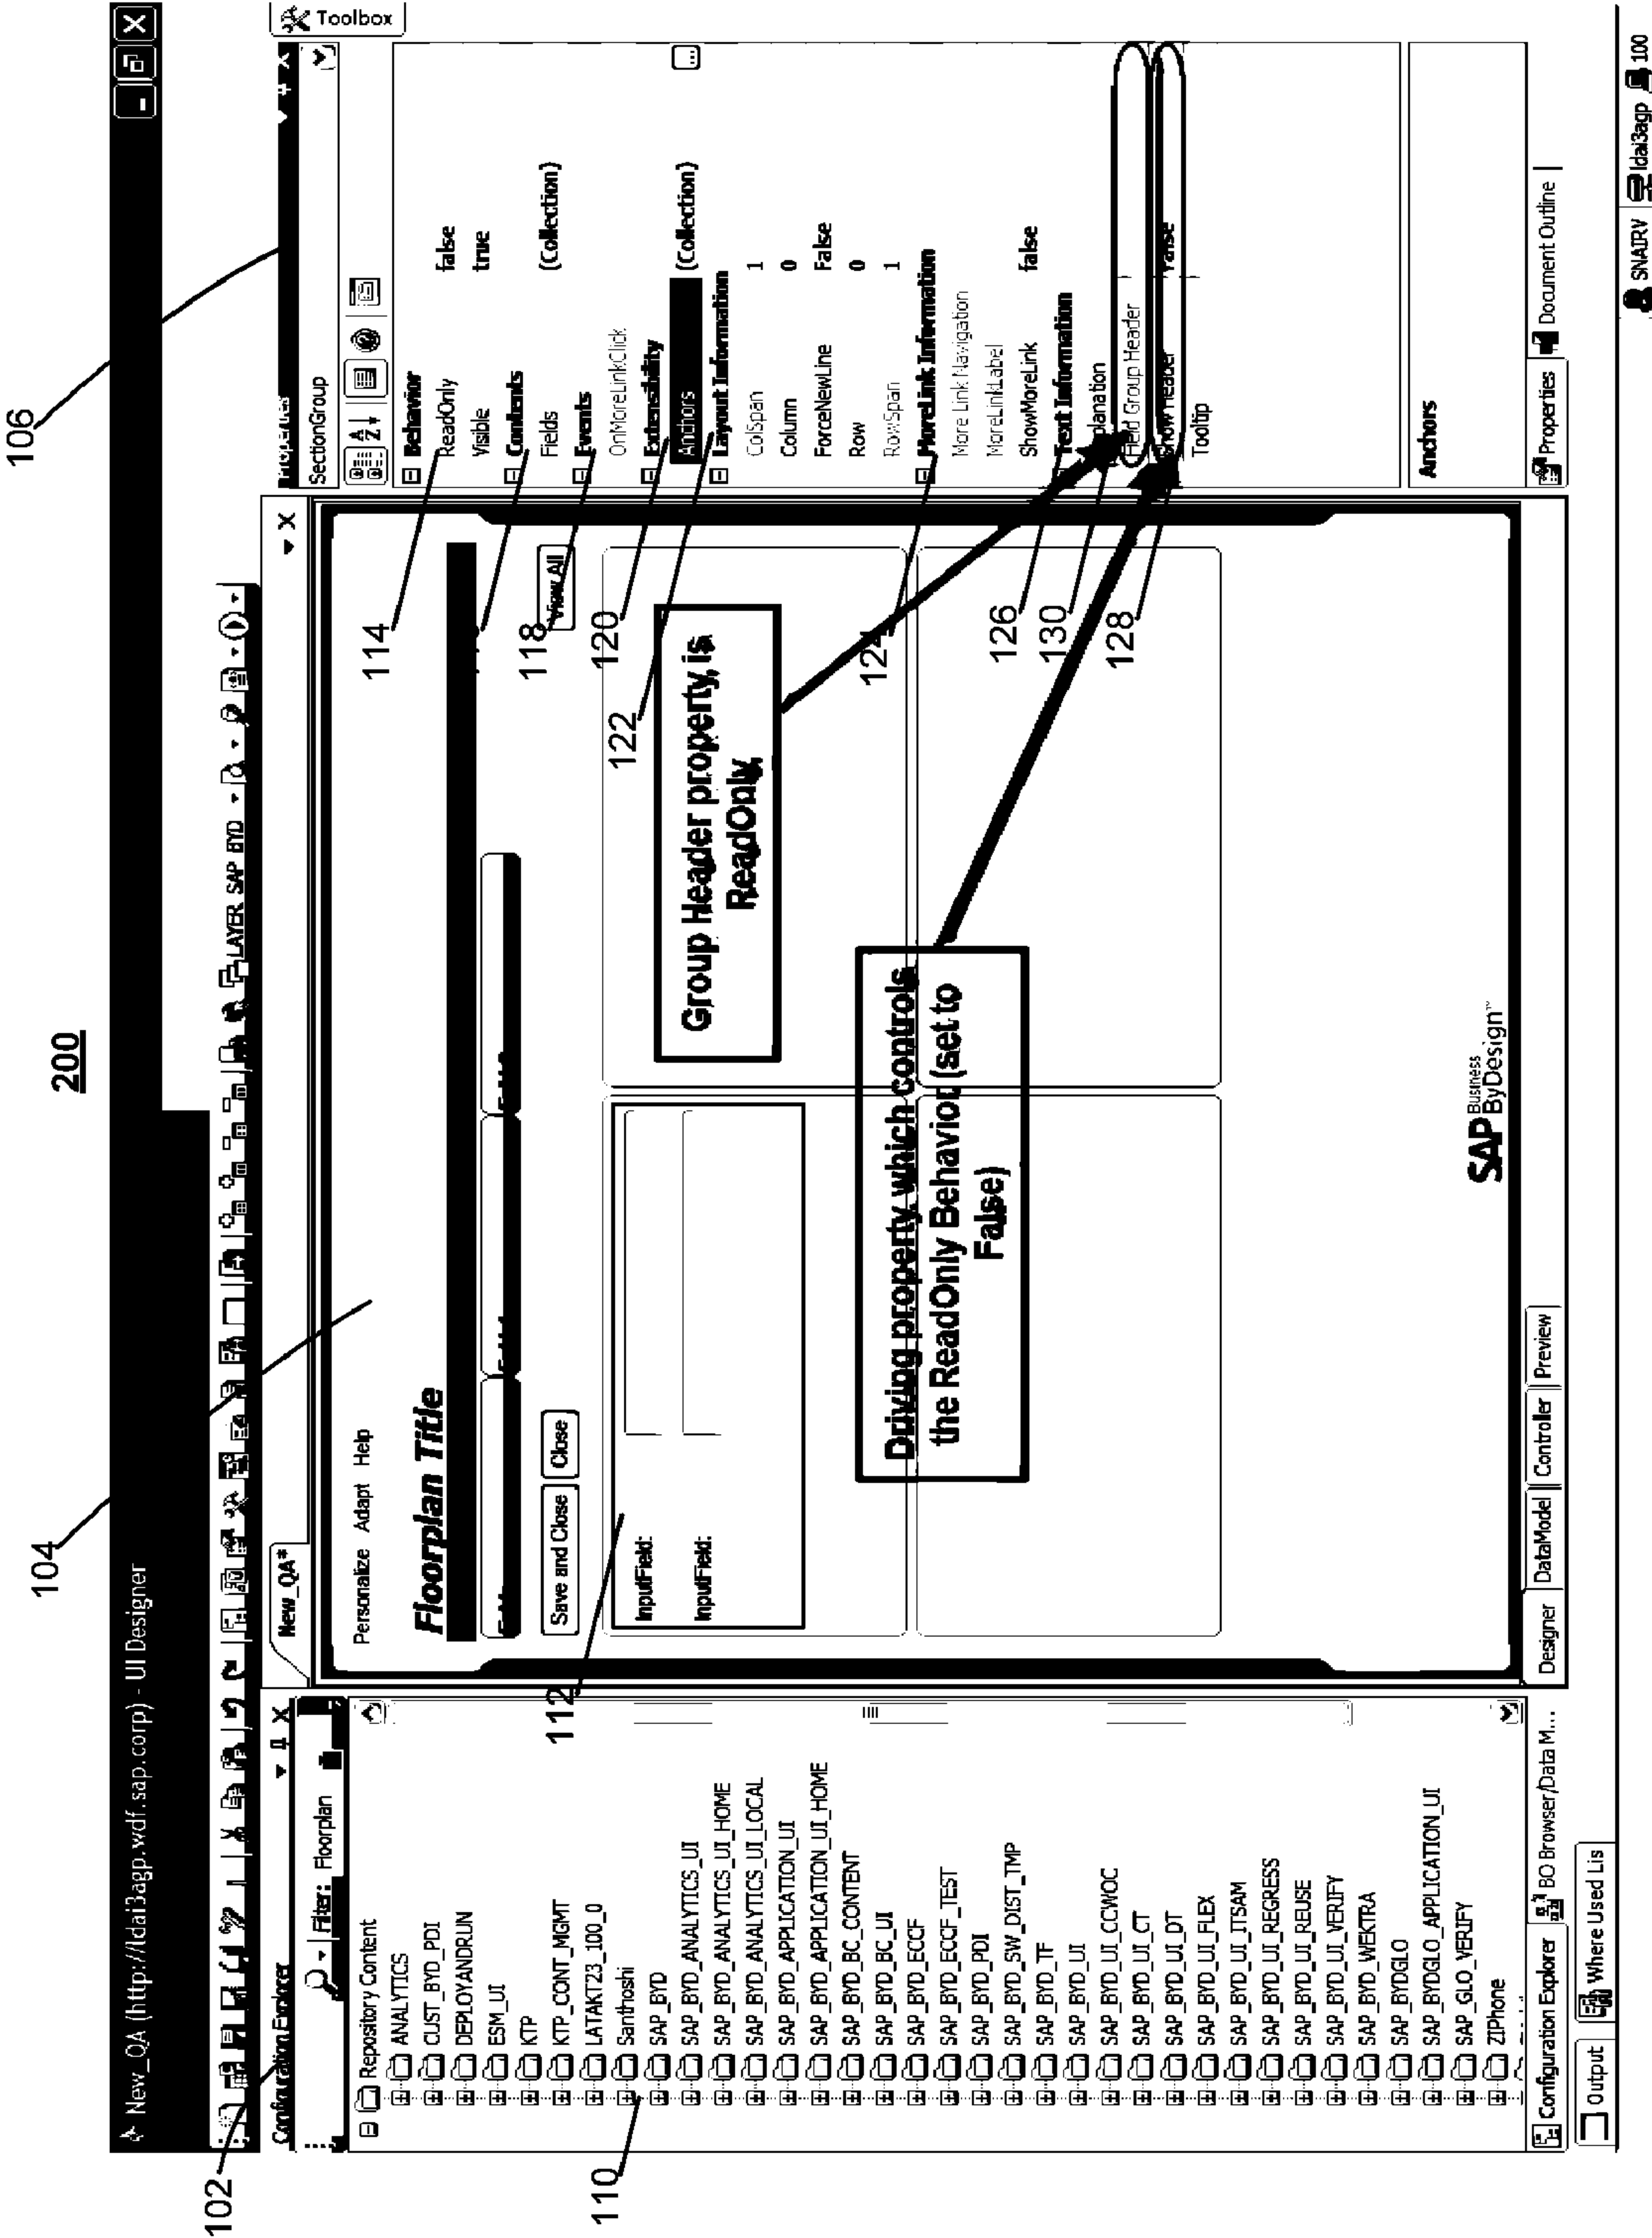 200
106
104
102
New_QA (http://ldai3agp.wdf.sap.corp) - UI Designer
LAYER SAP BYD
Configuration Explorer
Filter: Floorplan
Repository Content
ANALYTICS
CUST_BYD_PDI
DEPLOYANDRUN
ESM_UI
KTP
KTP_CONT_MGMT
LATAKT23_100_0
Santhoshi
SAP_BYD
SAP_BYD_ANALYTICS_UI
SAP_BYD_ANALYTICS_UI_HOME
SAP_BYD_ANALYTICS_UI_LOCAL
SAP_BYD_APPLICATION_UI
SAP_BYD_APPLICATION_UI_HOME
SAP_BYD_BC_CONTENT
SAP_BYD_BC_UI
SAP_BYD_ECCF
SAP_BYD_ECCF_TEST
SAP_BYD_PDI
SAP_BYD_SW_DIST_TMP
SAP_BYD_TF
SAP_BYD_UI
SAP_BYD_UI_CCWOC
SAP_BYD_UI_CT
SAP_BYD_UI_DT
SAP_BYD_UI_FLEX
SAP_BYD_UI_ITSAM
SAP_BYD_UI_REGRESS
SAP_BYD_UI_REUSE
SAP_BYD_UI_VERIFY
SAP_BYD_WEKTRA
SAP_BYDGLO
SAP_BYDGLO_APPLICATION_UI
SAP_GLO_VERIFY
ZIPhone
110
Configuration Explorer
BO Browser/Data M...
Output
Where Used Lis
New_QA*
Personalize Adapt Help
Floorplan Title
Save and Close
Close
View All
InputField:
InputField:
112
Group Header property, is
ReadOnly.
Driving property which controls
the ReadOnly Behavior (set to
False)
SAP Business
ByDesign™
Designer
DataModel
Controller
Preview
114
118
120
122
124
126
130
128
Toolbox
Properties
SectionGroup
Behavior
ReadOnly false
Visible true
Contents
Fields (Collection)
Events
OnMoreLinkClick
Extensibility
Anchors (Collection)
Layout Information
ColSpan 1
Column 0
ForceNewLine False
Row 0
RowSpan 1
MoreLink Information
More Link Navigation
MoreLinkLabel
ShowMoreLink false
Text Information
Field Group Header
Show Header False
Tooltip
Anchors
Properties
Document Outline
SNAIRV
ldai3agp
100